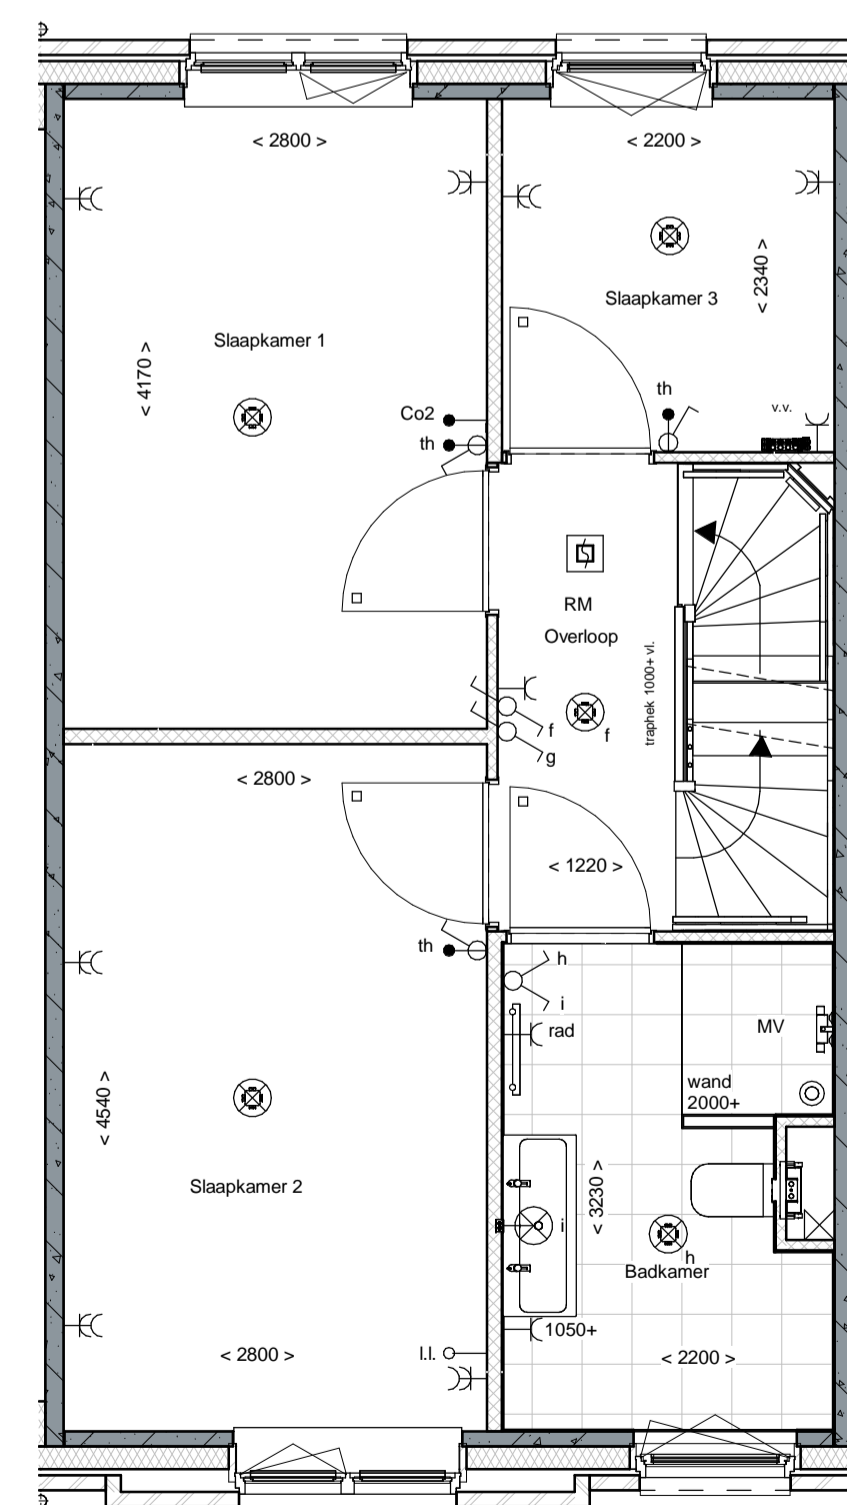 < 2800 >
< 2200 >
< 2340 >
Slaapkamer 3
Slaapkamer 1
< 4170 >
th
v.v.
Co2
th
RM
Overloop
traphek 1000+ vl.
f
f
g
< 2800 >
< 1220 >
th
h
i
rad
MV
wand
2000+
< 4540 >
Slaapkamer 2
< 3230 >
i
h
Badkamer
1050+
l.l.
< 2800 >
< 2200 >